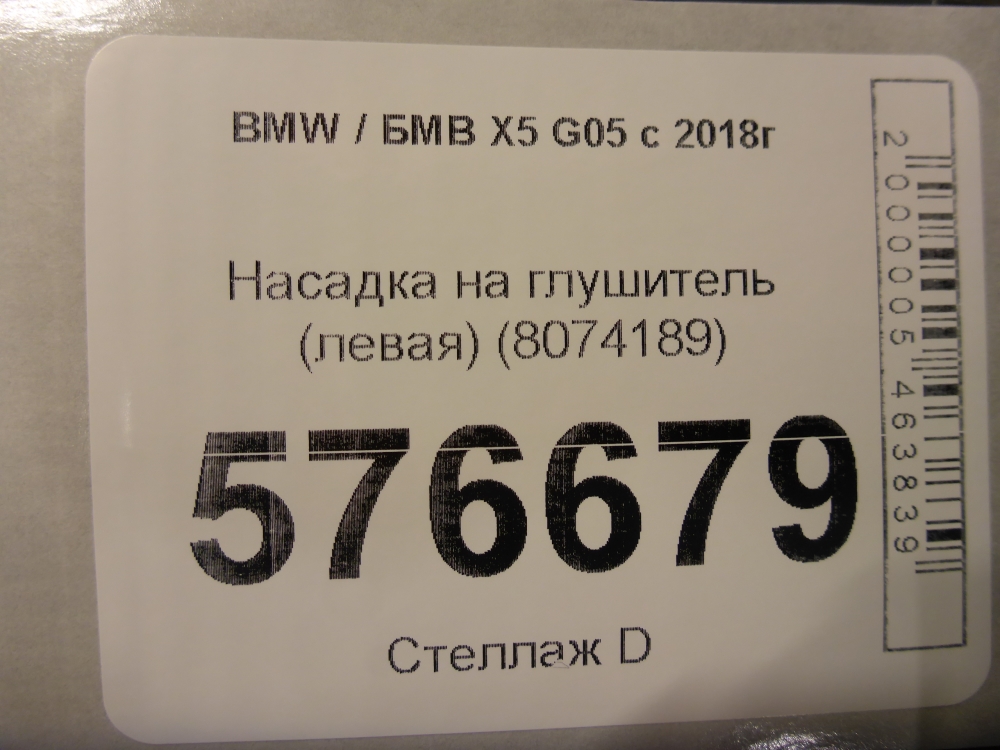 BMW / БМВ X5 G05 с 2018г
Насадка на глушитель
(левая) (8074189)
576679
Стеллаж D
2000005463839